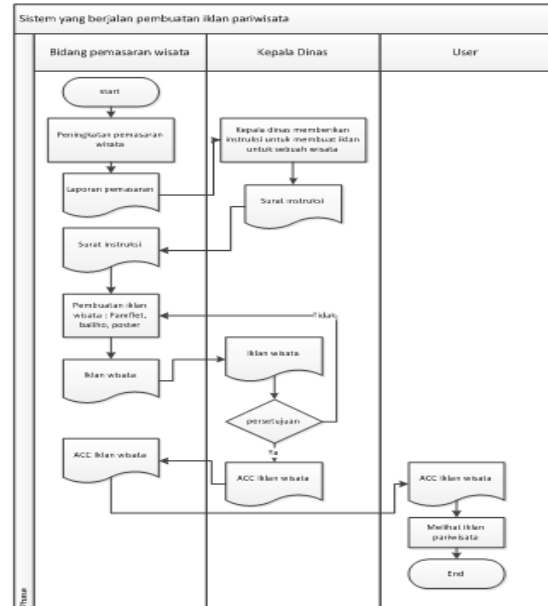 Sistem yang berjalan pembuatan iklan pariwisata
Bidang pemasaran wisata
Kepala Dinas
User
start
Peningkatan pemasaran
wisata
Kepala dinas memberikan
instruksi untuk membuat iklan
untuk sebuah wisata
Laporan pemasaran
Surat instruksi
Surat instruksi
Pembuatan iklan
wisata : Pamflet,
baliho, poster
Tidak
Iklan wisata
Iklan wisata
persetujuan
Ya
ACC Iklan wisata
ACC Iklan wisata
ACC Iklan wisata
Melihat iklan
pariwisata
End
Phase